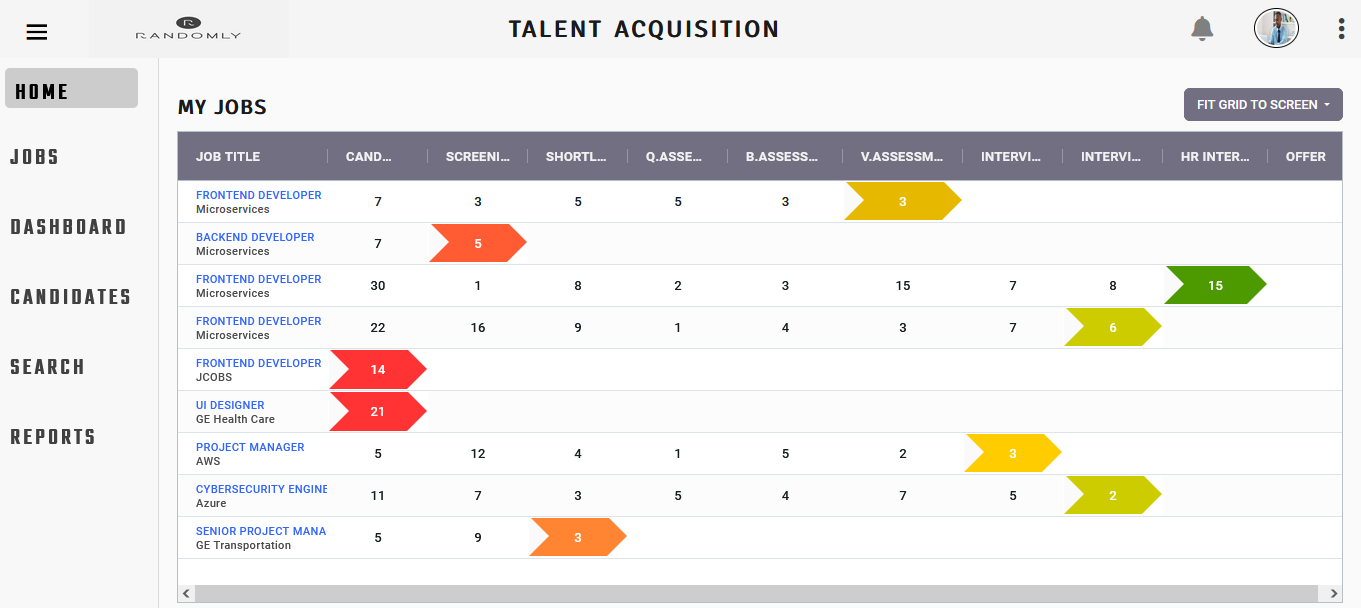 RANDOMLY
TALENT ACQUISITION
HOME
JOBS
DASHBOARD
CANDIDATES
SEARCH
REPORTS
MY JOBS
FIT GRID TO SCREEN
JOB TITLE CAND... SCREENI... SHORTL... Q.ASSE... B.ASSESS... V.ASSESSM... INTERVI... INTERVI... HR INTER... OFFER
FRONTEND DEVELOPER
Microservices
7 3 5 5 3 3
BACKEND DEVELOPER
Microservices
7 5
FRONTEND DEVELOPER
Microservices
30 1 8 2 3 15 7 8 15
FRONTEND DEVELOPER
Microservices
22 16 9 1 4 3 7 6
FRONTEND DEVELOPER
JCOBS
14
UI DESIGNER
GE Health Care
21
PROJECT MANAGER
AWS
5 12 4 1 5 2 3
CYBERSECURITY ENGINE
Azure
11 7 3 5 4 7 5 2
SENIOR PROJECT MANA
GE Transportation
5 9 3